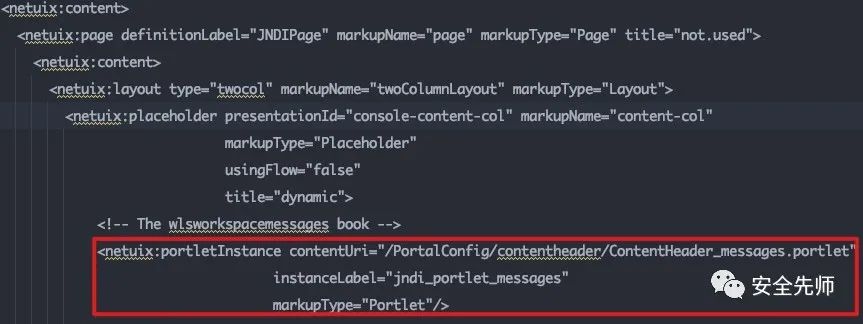 <netuix:content>
<netuix:page definitionLabel="JNDIPage" markupName="page" markupType="Page" title="not.used">
<netuix:content>
<netuix:layout type="twocol" markupName="twoColumnLayout" markupType="Layout">
<netuix:placeholder presentationId="console-content-col" markupName="content-col"
markupType="Placeholder"
usingFlow="false"
title="dynamic">
<!-- The wlsworkspacemessages book -->
<netuix:portletInstance contentUri="/PortalConfig/contentheader/ContentHeader_messages.portlet"
instanceLabel="jndi_portlet_messages"
markupType="Portlet"/>
安全先师